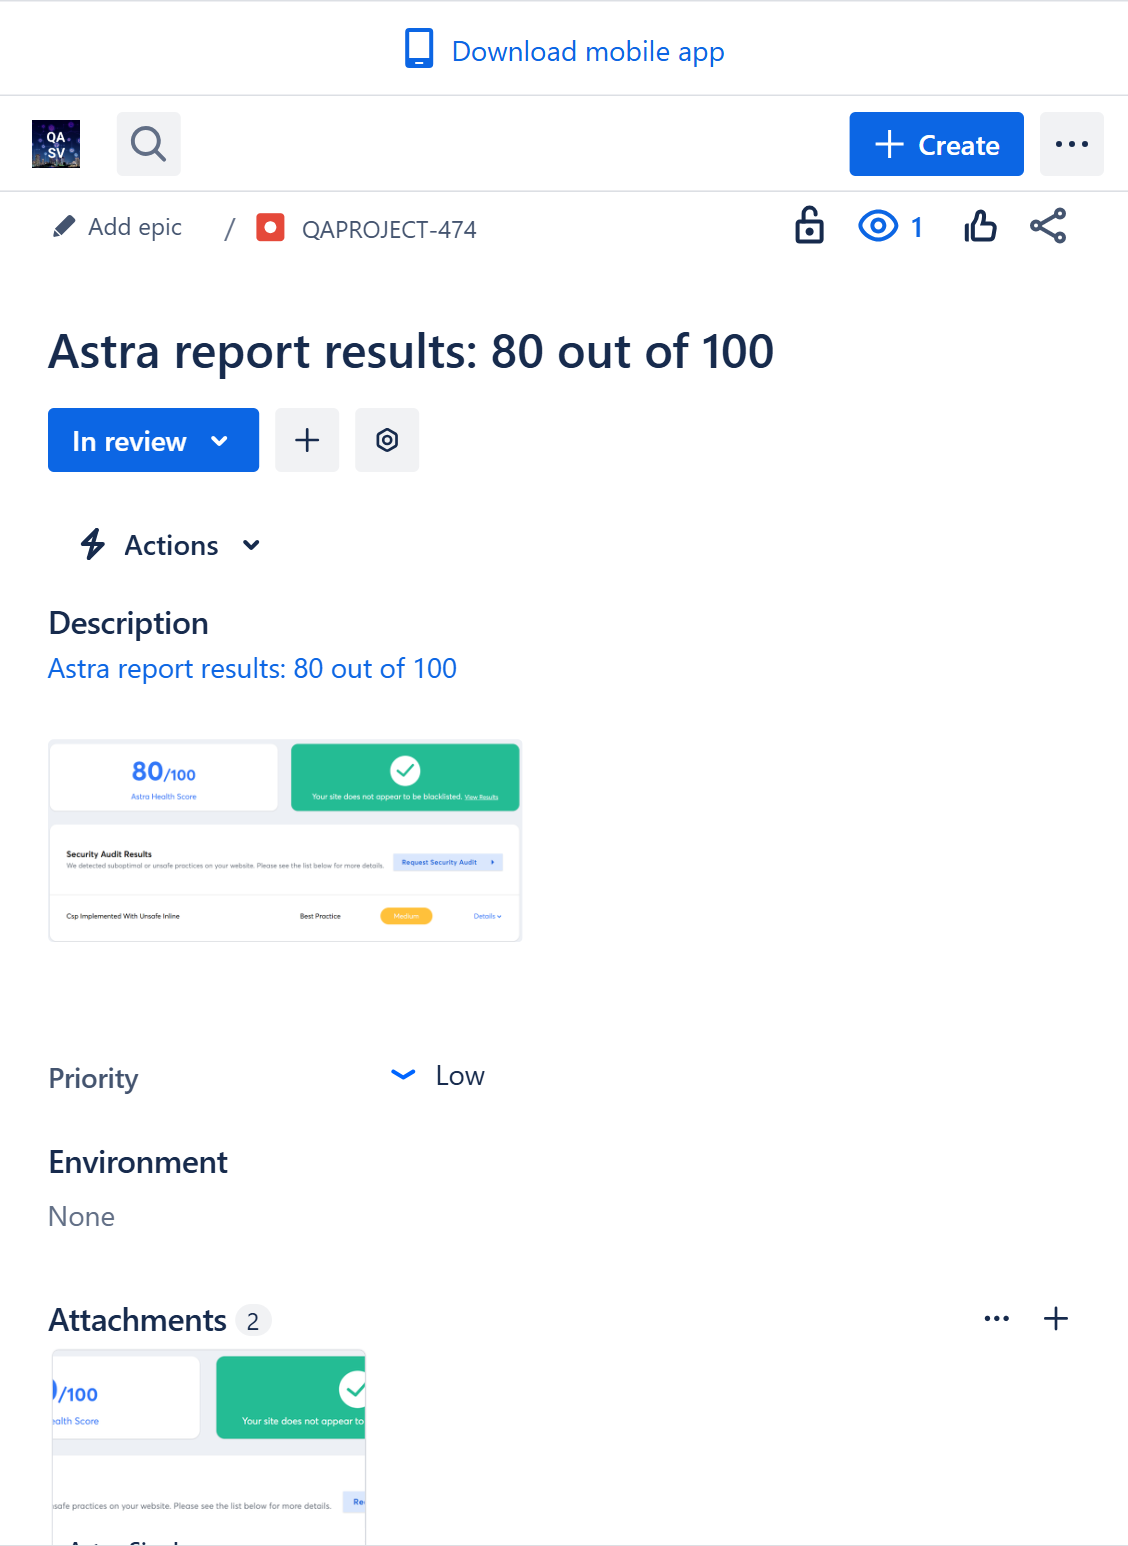 Download mobile app
QA
SV
Create
Add epic / QAPROJECT-474
1
Astra report results: 80 out of 100
In review
Actions
Description
Astra report results: 80 out of 100
80/100
Astra Health Score
Your site does not appear to be blacklisted. View Results
Security Audit Results
We detected suboptimal or unsafe practices on your website. Please see the list below for more details.
Request Security Audit
Csp Implemented With Unsafe Inline Best Practice Medium Details
Priority Low
Environment
None
Attachments 2
/100
alth Score
Your site does not appear to
safe practices on your website. Please see the list below for more details.
Re